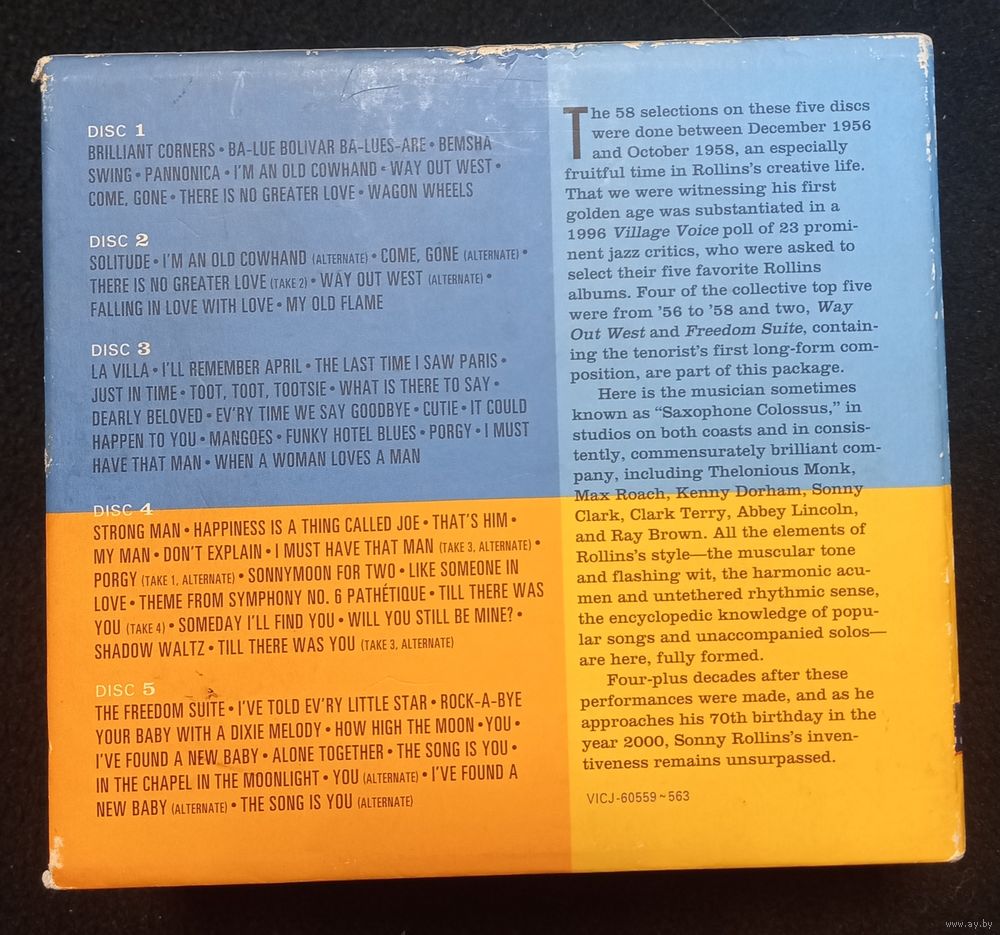 DISC 1
BRILLIANT CORNERS • BA-LUE BOLIVAR BA-LUES-ARE • BEMSHA
SWING • PANNONICA • I'M AN OLD COWHAND • WAY OUT WEST •
COME, GONE • THERE IS NO GREATER LOVE • WAGON WHEELS
DISC 2
SOLITUDE • I'M AN OLD COWHAND (ALTERNATE) • COME, GONE (ALTERNATE) •
THERE IS NO GREATER LOVE (TAKE 2) • WAY OUT WEST (ALTERNATE) •
FALLING IN LOVE WITH LOVE • MY OLD FLAME
DISC 3
LA VILLA • I'LL REMEMBER APRIL • THE LAST TIME I SAW PARIS •
JUST IN TIME • TOOT, TOOT, TOOTSIE • WHAT IS THERE TO SAY •
DEARLY BELOVED • EV'RY TIME WE SAY GOODBYE • CUTIE • IT COULD
HAPPEN TO YOU • MANGOES • FUNKY HOTEL BLUES • PORGY • I MUST
HAVE THAT MAN • WHEN A WOMAN LOVES A MAN
DISC 4
STRONG MAN • HAPPINESS IS A THING CALLED JOE • THAT'S HIM •
MY MAN • DON'T EXPLAIN • I MUST HAVE THAT MAN (TAKE 3, ALTERNATE) •
PORGY (TAKE 1, ALTERNATE) • SONNYMOON FOR TWO • LIKE SOMEONE IN
LOVE • THEME FROM SYMPHONY NO. 6 PATHÉTIQUE • TILL THERE WAS
YOU (TAKE 4) • SOMEDAY I'LL FIND YOU • WILL YOU STILL BE MINE? •
SHADOW WALTZ • TILL THERE WAS YOU (TAKE 3, ALTERNATE)
DISC 5
THE FREEDOM SUITE • I'VE TOLD EV'RY LITTLE STAR • ROCK-A-BYE
YOUR BABY WITH A DIXIE MELODY • HOW HIGH THE MOON • YOU •
I'VE FOUND A NEW BABY • ALONE TOGETHER • THE SONG IS YOU •
IN THE CHAPEL IN THE MOONLIGHT • YOU (ALTERNATE) • I'VE FOUND A
NEW BABY (ALTERNATE) • THE SONG IS YOU (ALTERNATE)
The 58 selections on these five discs
were done between December 1956
and October 1958, an especially
fruitful time in Rollins's creative life.
That we were witnessing his first
golden age was substantiated in a
1996 Village Voice poll of 23 promi-
nent jazz critics, who were asked to
select their five favorite Rollins
albums. Four of the collective top five
were from '56 to '58 and two, Way
Out West and Freedom Suite, contain-
ing the tenorist's first long-form com-
position, are part of this package.
Here is the musician sometimes
known as “Saxophone Colossus,” in
studios on both coasts and in consis-
tently, commensurately brilliant com-
pany, including Thelonious Monk,
Max Roach, Kenny Dorham, Sonny
Clark, Clark Terry, Abbey Lincoln,
and Ray Brown. All the elements of
Rollins's style—the muscular tone
and flashing wit, the harmonic acu-
men and untethered rhythmic sense,
the encyclopedic knowledge of popu-
lar songs and unaccompanied solos—
are here, fully formed.
Four-plus decades after these
performances were made, and as he
approaches his 70th birthday in the
year 2000, Sonny Rollins's inven-
tiveness remains unsurpassed.
VICJ-60559~563
www.ay.by